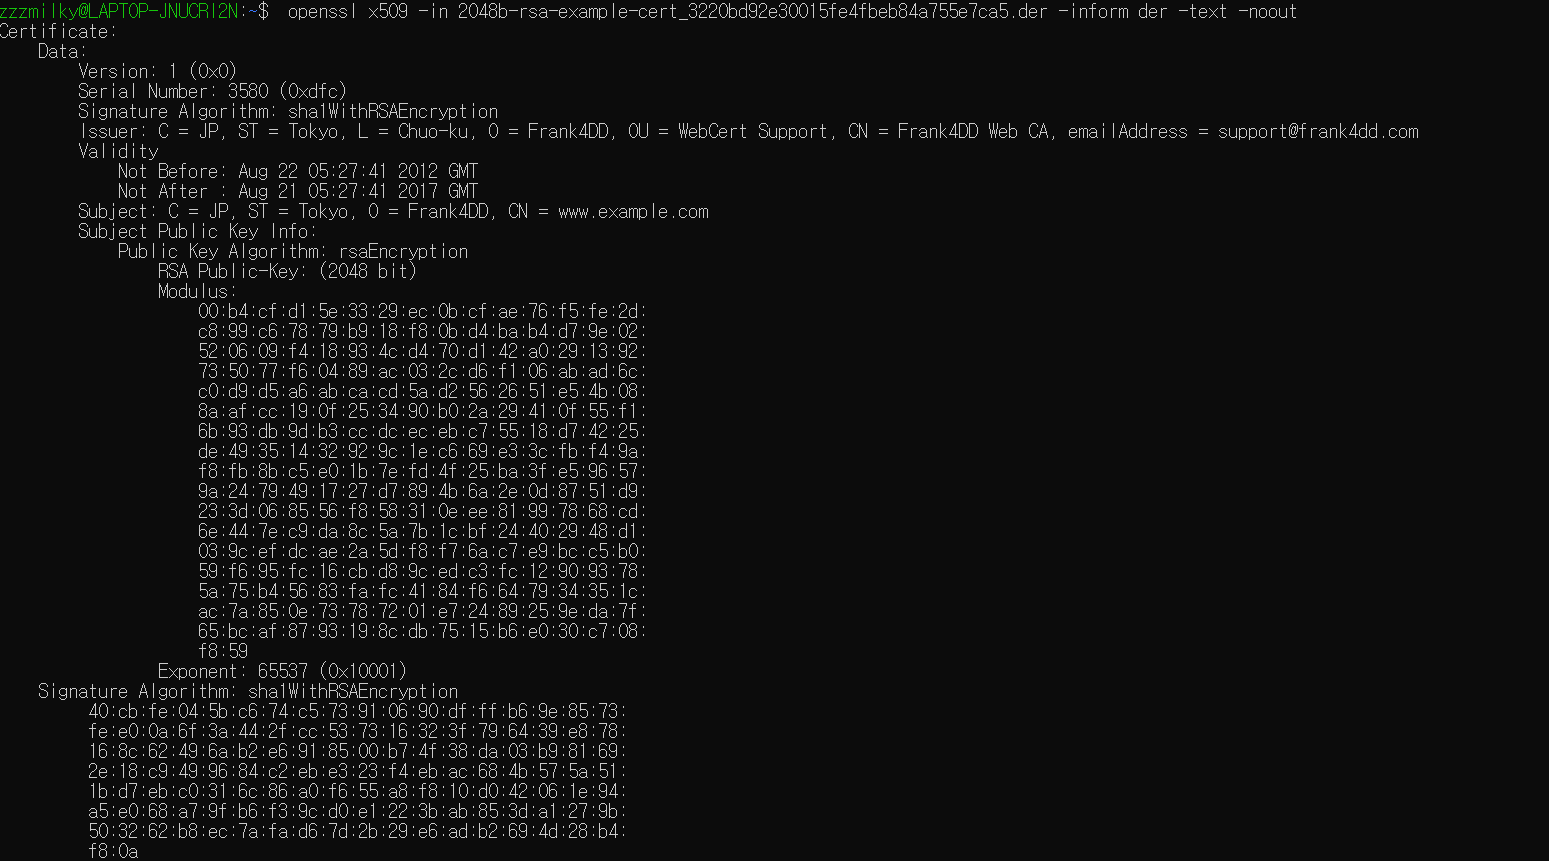 zzzmilky@LAPTOP-JNUCRI2N:~$ openssl x509 -in 2048b-rsa-example-cert_3220bd92e30015fe4fbeb84a755e7ca5.der -inform der -text -noout
Certificate:
    Data:
        Version: 1 (0x0)
        Serial Number: 3580 (0xdfc)
        Signature Algorithm: sha1WithRSAEncryption
        Issuer: C = JP, ST = Tokyo, L = Chuo-ku, O = Frank4DD, OU = WebCert Support, CN = Frank4DD Web CA, emailAddress = support@frank4dd.com
        Validity
            Not Before: Aug 22 05:27:41 2012 GMT
            Not After : Aug 21 05:27:41 2017 GMT
        Subject: C = JP, ST = Tokyo, O = Frank4DD, CN = www.example.com
        Subject Public Key Info:
            Public Key Algorithm: rsaEncryption
                RSA Public-Key: (2048 bit)
                Modulus:
                    00:b4:cf:d1:5e:33:29:ec:0b:cf:ae:76:f5:fe:2d:
                    c8:99:c6:78:79:b9:18:f8:0b:d4:ba:b4:d7:9e:02:
                    52:06:09:f4:18:93:4c:d4:70:d1:42:a0:29:13:92:
                    73:50:77:f6:04:89:ac:03:2c:d6:f1:06:ab:ad:6c:
                    c0:d9:d5:a6:ab:ca:cd:5a:d2:56:26:51:e5:4b:08:
                    8a:af:cc:19:0f:25:34:90:b0:2a:29:41:0f:55:f1:
                    6b:93:db:9d:b3:cc:dc:ec:eb:c7:55:18:d7:42:25:
                    de:49:35:14:32:92:9c:1e:c6:69:e3:3c:fb:f4:9a:
                    f8:fb:8b:c5:e0:1b:7e:fd:4f:25:ba:3f:e5:96:57:
                    9a:24:79:49:17:27:d7:89:4b:6a:2e:0d:87:51:d9:
                    23:3d:06:85:56:f8:58:31:0e:ee:81:99:78:68:cd:
                    6e:44:7e:c9:da:8c:5a:7b:1c:bf:24:40:29:48:d1:
                    03:9c:ef:dc:ae:2a:5d:f8:f7:6a:c7:e9:bc:c5:b0:
                    59:f6:95:fc:16:cb:d8:9c:ed:c3:fc:12:90:93:78:
                    5a:75:b4:56:83:fa:fc:41:84:f6:64:79:34:35:1c:
                    ac:7a:85:0e:73:78:72:01:e7:24:89:25:9e:da:7f:
                    65:bc:af:87:93:19:8c:db:75:15:b6:e0:30:c7:08:
                    f8:59
                Exponent: 65537 (0x10001)
    Signature Algorithm: sha1WithRSAEncryption
         40:cb:fe:04:5b:c6:74:c5:73:91:06:90:df:ff:b6:9e:85:73:
         fe:e0:0a:6f:3a:44:2f:cc:53:73:16:32:3f:79:64:39:e8:78:
         16:8c:62:49:6a:b2:e6:91:85:00:b7:4f:38:da:03:b9:81:69:
         2e:18:c9:49:96:84:c2:eb:e3:23:f4:eb:ac:68:4b:57:5a:51:
         1b:d7:eb:c0:31:6c:86:a0:f6:55:a8:f8:10:d0:42:06:1e:94:
         a5:e0:68:a7:9f:b6:f3:9c:d0:e1:22:3b:ab:85:3d:a1:27:9b:
         50:32:62:b8:ec:7a:fa:d6:7d:2b:29:e6:ad:b2:69:4d:28:b4:
         f8:0a